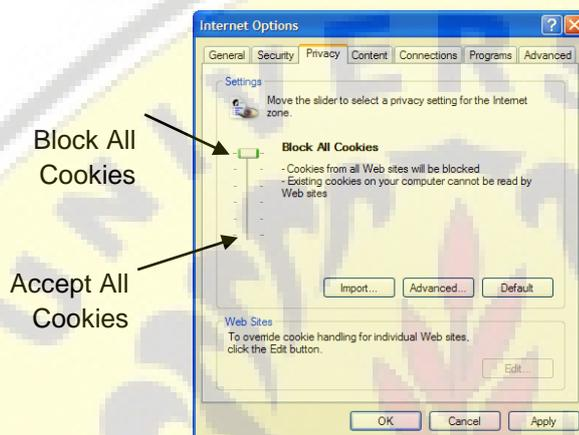 Internet Options
General Security Privacy Content Connections Programs Advanced
Settings
Move the slider to select a privacy setting for the Internet
zone.
Block All
Cookies
Block All Cookies
- Cookies from all Web sites will be blocked
- Existing cookies on your computer cannot be read by
Web sites
Accept All
Cookies
Import... Advanced... Default
Web Sites
To override cookie handling for individual Web sites,
click the Edit button.
Edit...
OK Cancel Apply